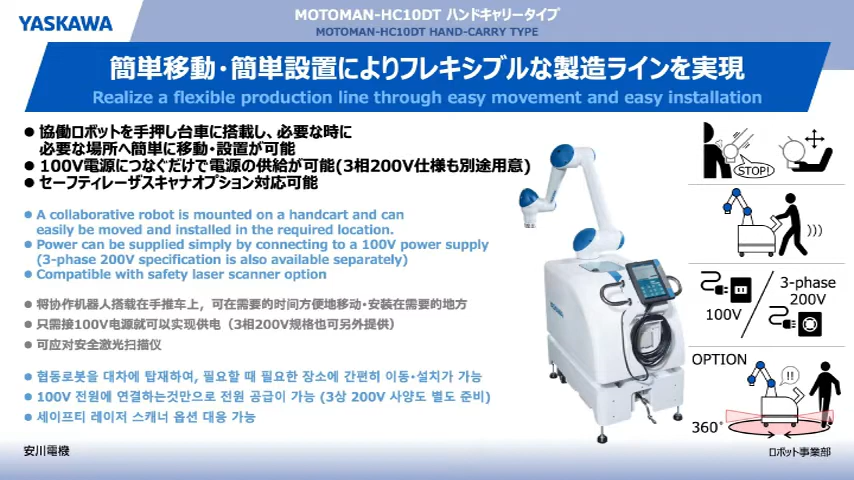 YASKAWA
MOTOMAN-HC10DT ハンドキャリータイプ
MOTOMAN-HC10DT HAND-CARRY TYPE
簡単移動・簡単設置によりフレキシブルな製造ラインを実現
Realize a flexible production line through easy movement and easy installation
● 協働ロボットを手押し台車に搭載し、必要な時に
必要な場所へ簡単に移動・設置が可能
● 100V電源につなぐだけで電源の供給が可能(3相200V仕様も別途用意)
● セーフティレーザスキャナオプション対応可能
● A collaborative robot is mounted on a handcart and can
easily be moved and installed in the required location.
● Power can be supplied simply by connecting to a 100V power supply
(3-phase 200V specification is also available separately)
● Compatible with safety laser scanner option
● 将协作机器人搭载在手推车上，可在需要的时间方便地移动・安装在需要的地方
● 只需接100V电源就可以实现供电（3相200V规格也可另外提供）
● 可应对安全激光扫描仪
● 협동로봇을 대차에 탑재하여, 필요할 때 필요한 장소에 간편히 이동・설치가 가능
● 100V 전원에 연결하는것만으로 전원 공급이 가능 (3상 200V 사양도 별도 준비)
● 세이프티 레이저 스캐너 옵션 대응 가능
YASKAWA
STOP!
100V
3-phase
200V
OPTION
!!
360°
安川電機
ロボット事業部